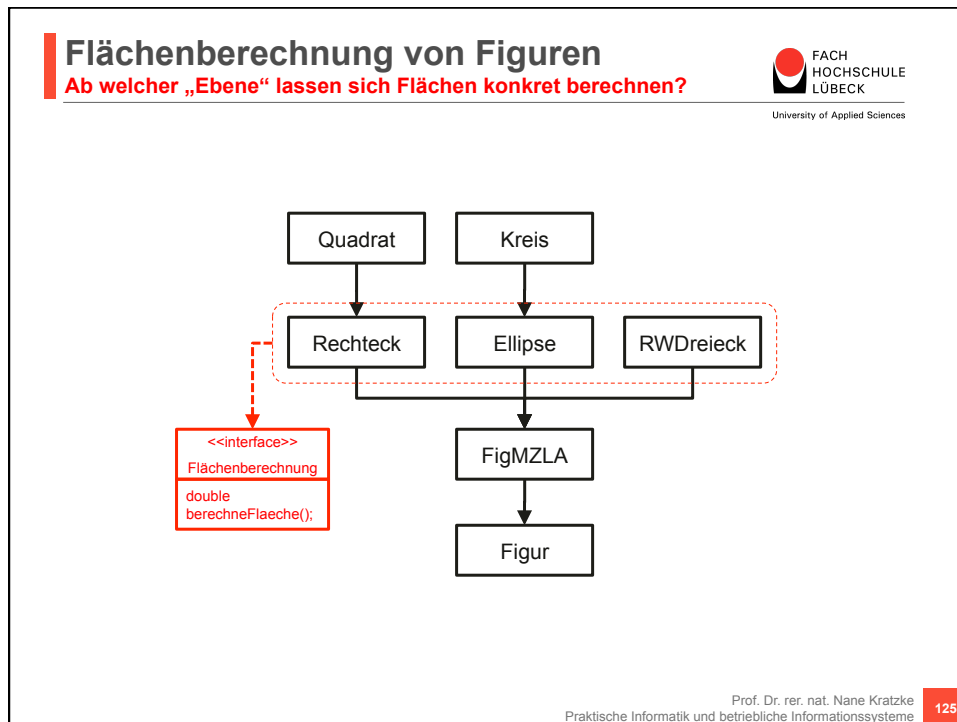 Flächenberechnung von Figuren
Ab welcher „Ebene“ lassen sich Flächen konkret berechnen?
FACH
HOCHSCHULE
LÜBECK
University of Applied Sciences
Quadrat
Kreis
Rechteck
Ellipse
RWDreieck
<<interface>>
Flächenberechnung
double
berechneFlaeche();
FigMZLA
Figur
Prof. Dr. rer. nat. Nane Kratzke
Praktische Informatik und betriebliche Informationssysteme
125